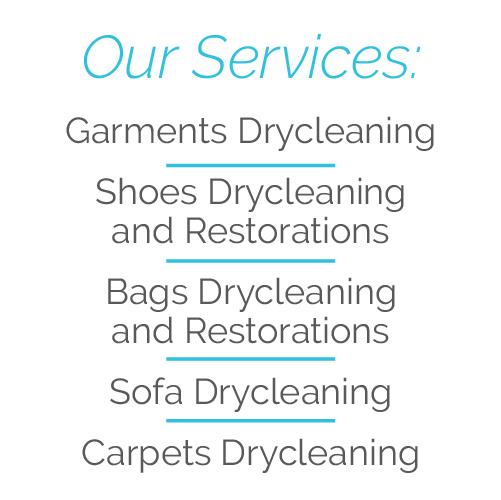 Our Services:
Garments Drycleaning
Shoes Drycleaning
and Restorations
Bags Drycleaning
and Restorations
Sofa Drycleaning
Carpets Drycleaning